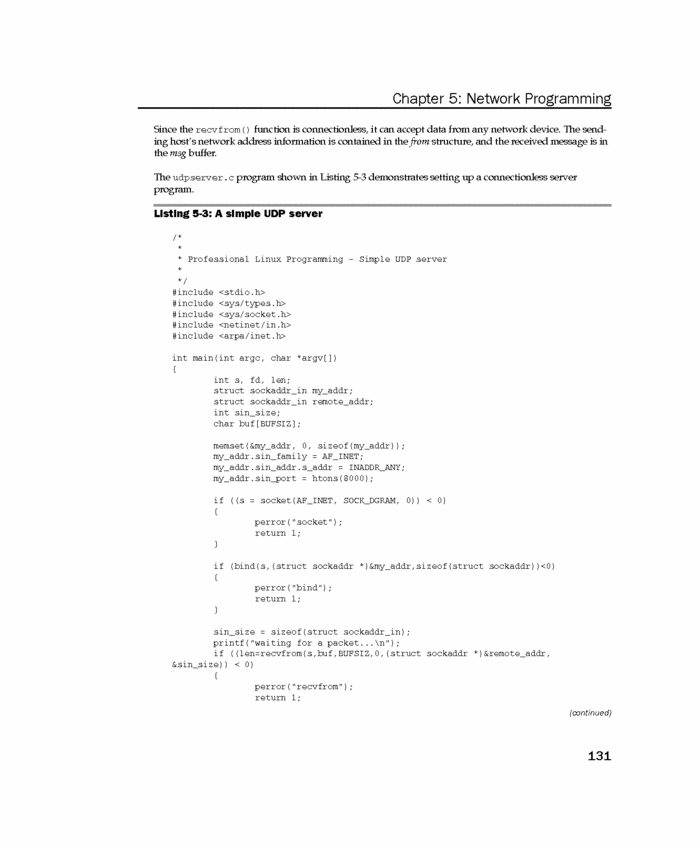 Chapter 5: Network Programming
Since the recvfrom() function is connectionless, it can accept data from any network device. The send-
ing host's network address information is contained in the from structure, and the received message is in
the msg buffer.
The udpserver.c program shown in Listing 5-3 demonstrates setting up a connectionless server
program.
Listing 5-3: A simple UDP server
/*
*
* Professional Linux Programming - Simple UDP server
*
*/
#include <stdio.h>
#include <sys/types.h>
#include <sys/socket.h>
#include <netinet/in.h>
#include <arpa/inet.h>
int main(int argc, char *argv[])
{
int s, fd, len;
struct sockaddr_in my_addr;
struct sockaddr_in remote_addr;
int sin_size;
char buf[BUFSIZ];
memset(&my_addr, 0, sizeof(my_addr));
my_addr.sin_family = AF_INET;
my_addr.sin_addr.s_addr = INADDR_ANY;
my_addr.sin_port = htons(8000);
if ((s = socket(AF_INET, SOCK_DGRAM, 0)) < 0)
{
perror("socket");
return 1;
}
if (bind(s,(struct sockaddr *)&my_addr,sizeof(struct sockaddr))<0)
{
perror("bind");
return 1;
}
sin_size = sizeof(struct sockaddr_in);
printf("waiting for a packet...\n");
if ((len=recvfrom(s,buf,BUFSIZ,0,(struct sockaddr *)&remote_addr,
&sin_size)) < 0)
{
perror("recvfrom");
return 1;
(continued)
131